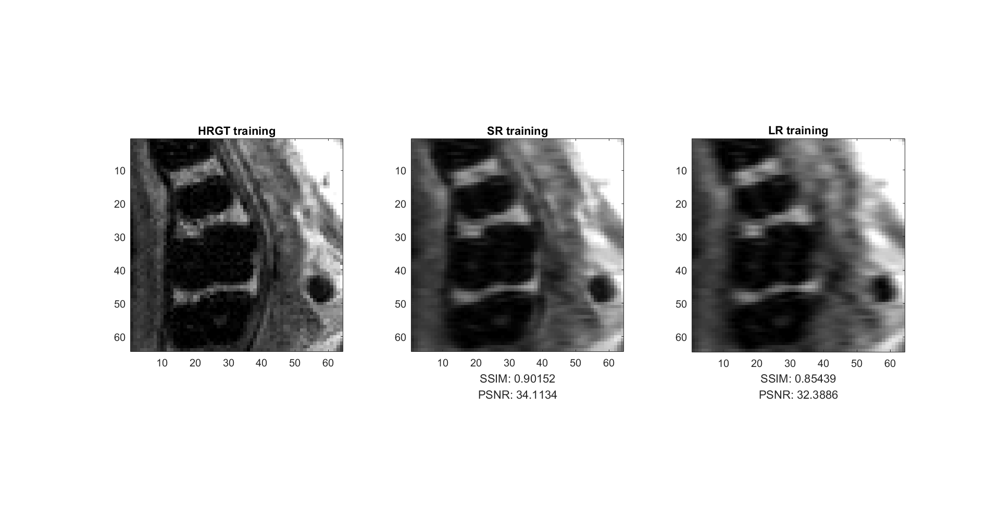 HRGT training
SR training
LR training
10
20
30
40
50
60
10
20
30
40
50
60
10
20
30
40
50
60
10 20 30 40 50 60
10 20 30 40 50 60
10 20 30 40 50 60
SSIM: 0.90152
PSNR: 34.1134
SSIM: 0.85439
PSNR: 32.3886